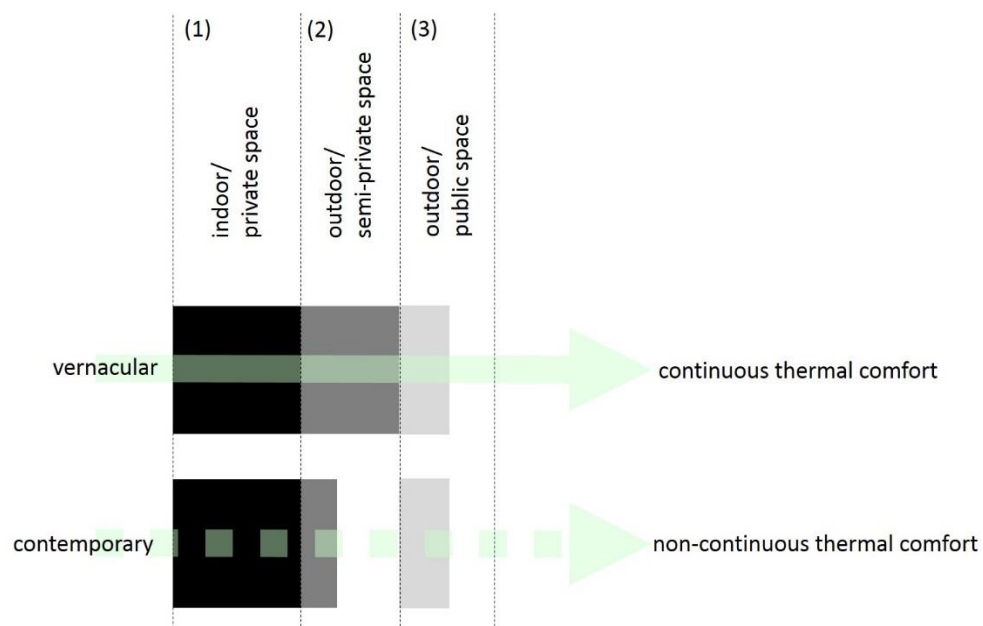 (1)
(2)
(3)
indoor/
private space
outdoor/
semi-private space
outdoor/
public space
vernacular
continuous thermal comfort
contemporary
non-continuous thermal comfort